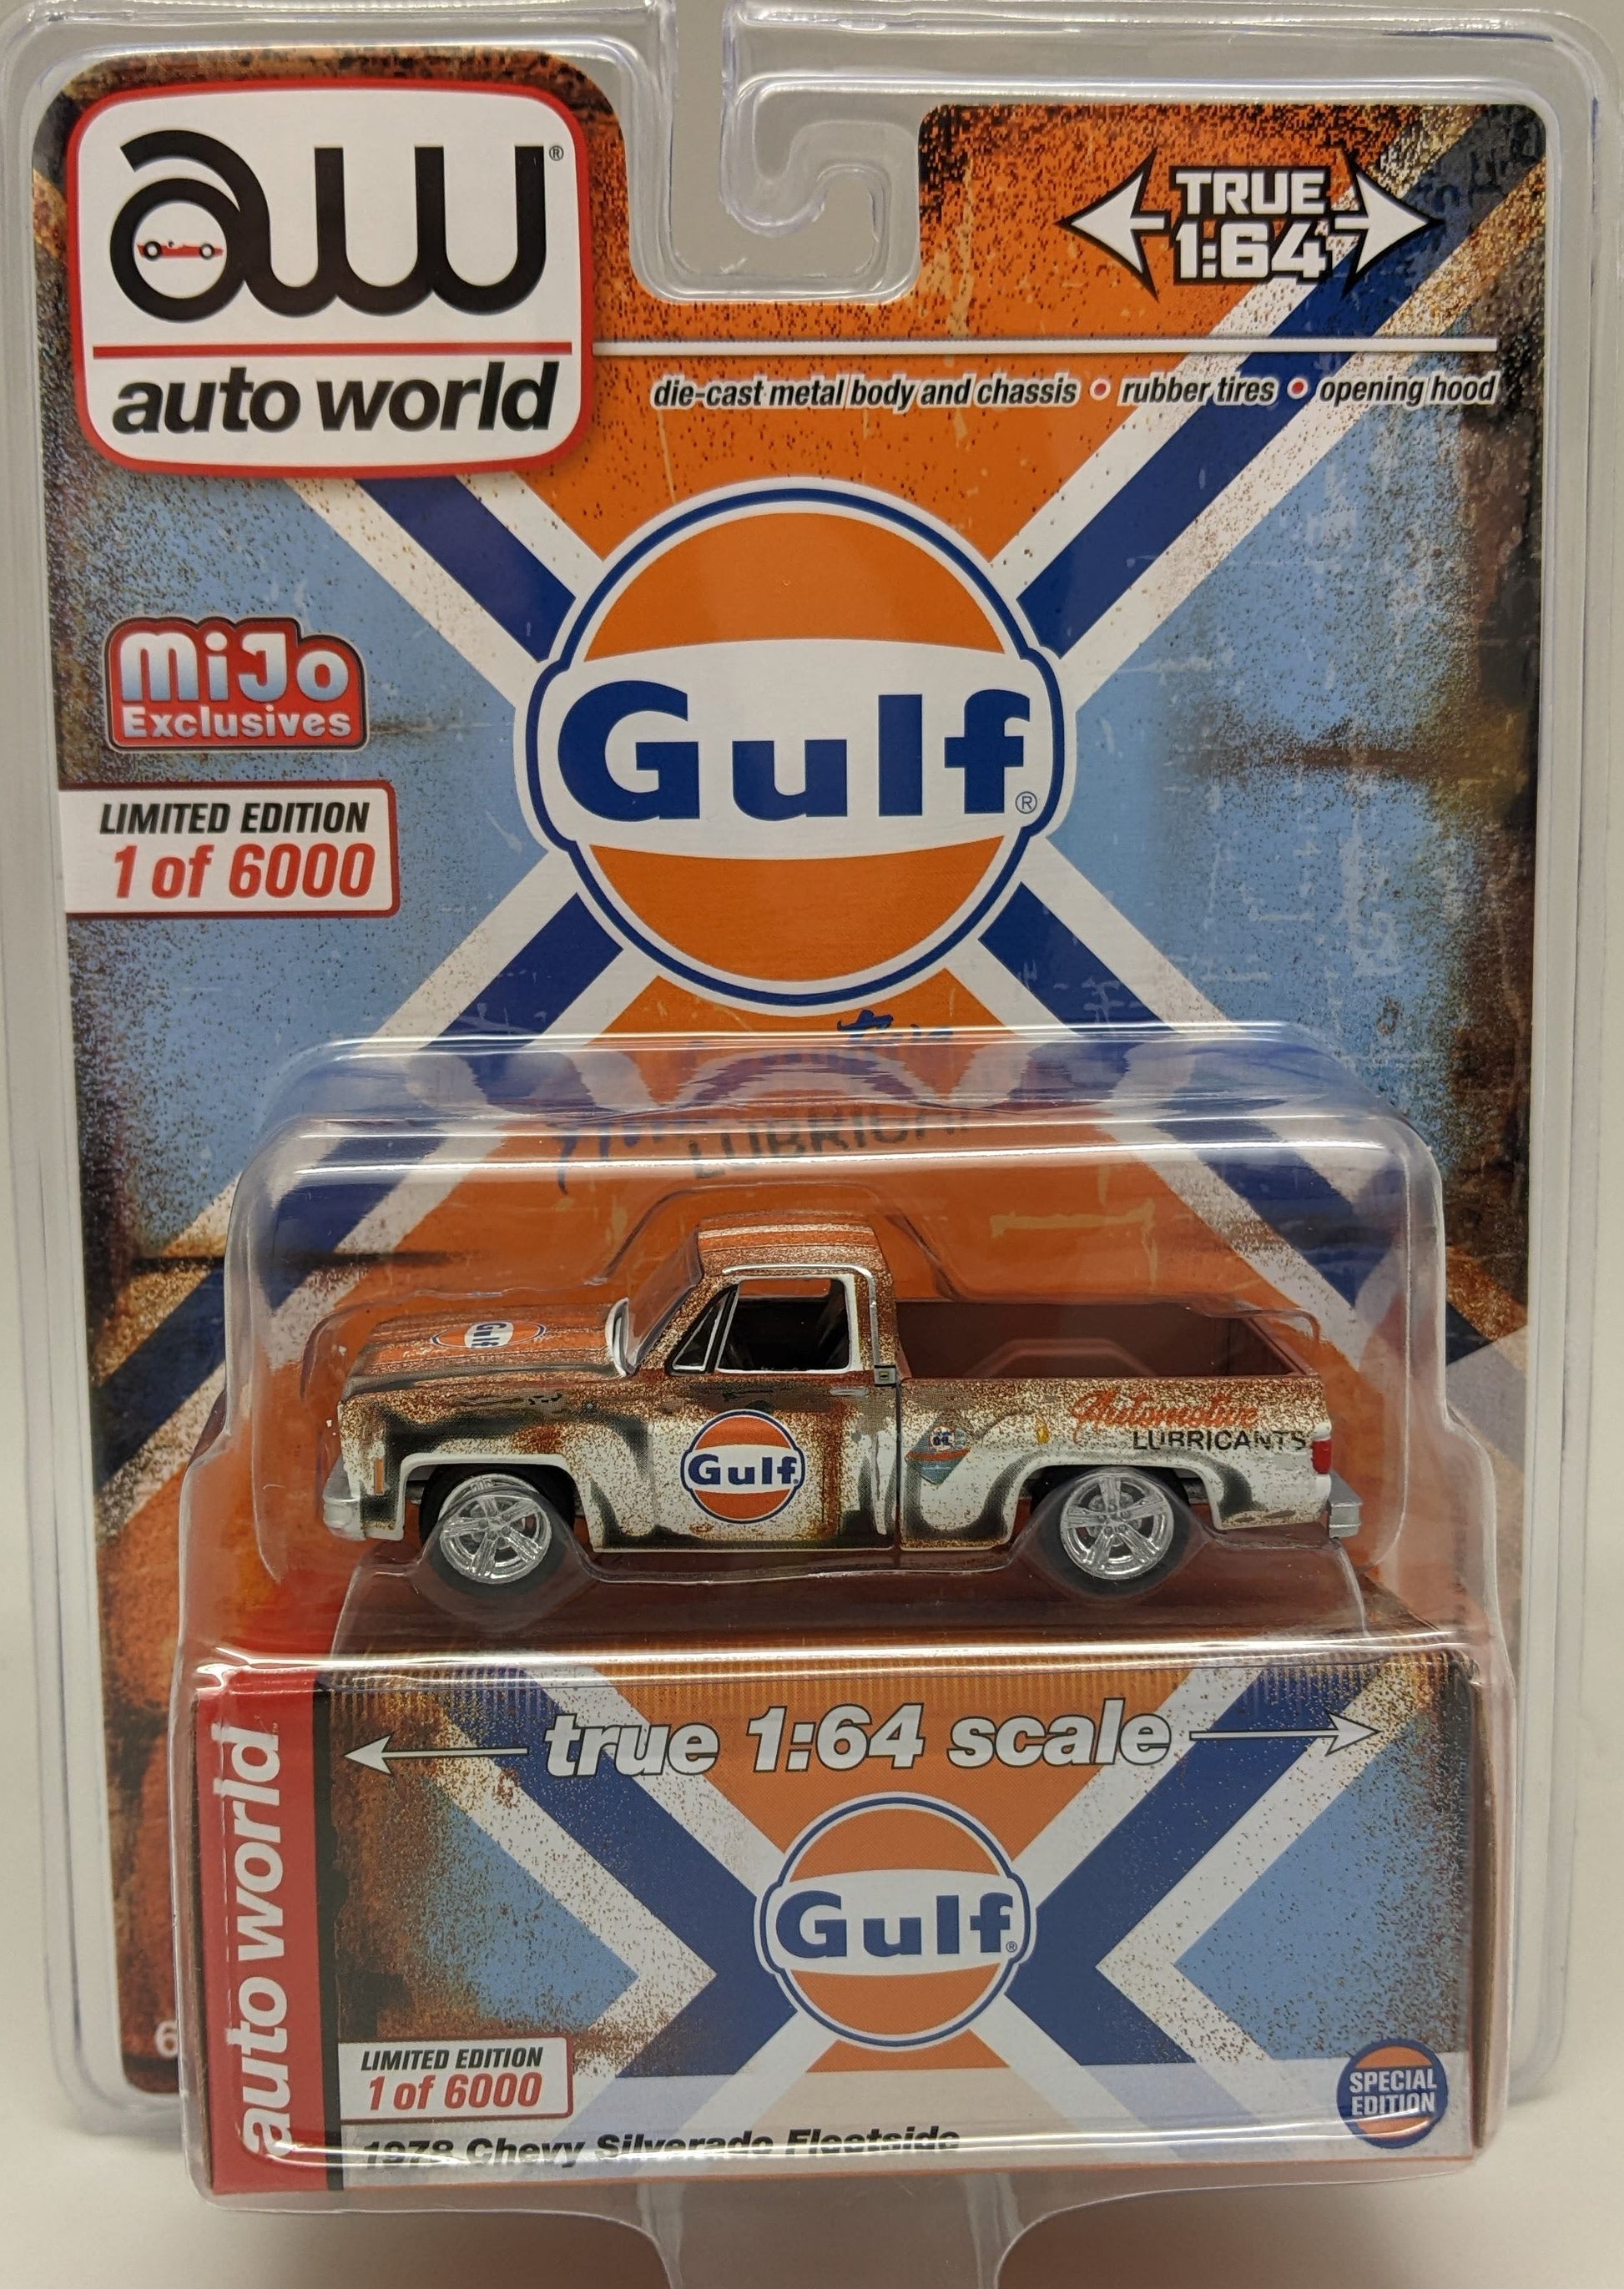 aw®
auto world
TRUE
1:64
die-cast metal body and chassis • rubber tires • opening hood
MiJo
Exclusives
LIMITED EDITION
1 of 6000
Gulf®
LUBRICA
Gulf
Gulf
Automotive
LUBRICANTS
auto world
true 1:64 scale
Gulf®
LIMITED EDITION
1 of 6000
1978 Chevy Silverado Fleetside
SPECIAL
EDITION
6